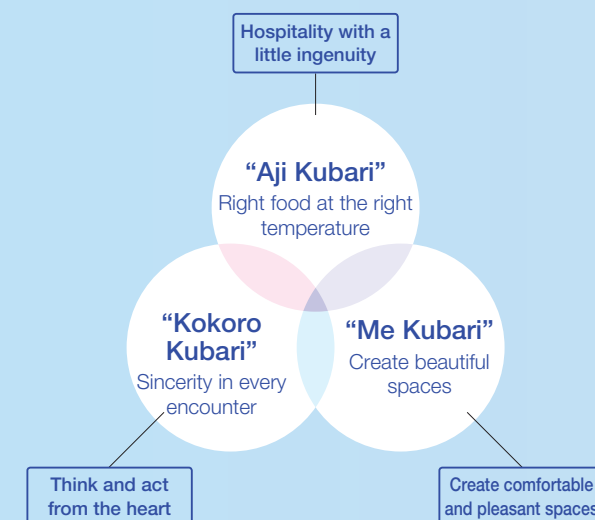 Hospitality with a
little ingenuity
“Aji Kubari”
Right food at the right
temperature
“Kokoro
Kubari”
Sincerity in every
encounter
“Me Kubari”
Create beautiful
spaces
Think and act
from the heart
Create comfortable
and pleasant spaces